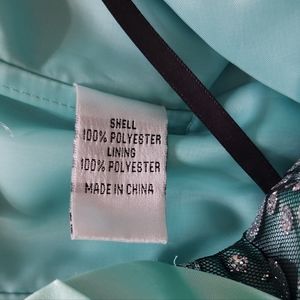 SHELL
100% POLYESTER
LINING
100% POLYESTER
MADE IN CHINA